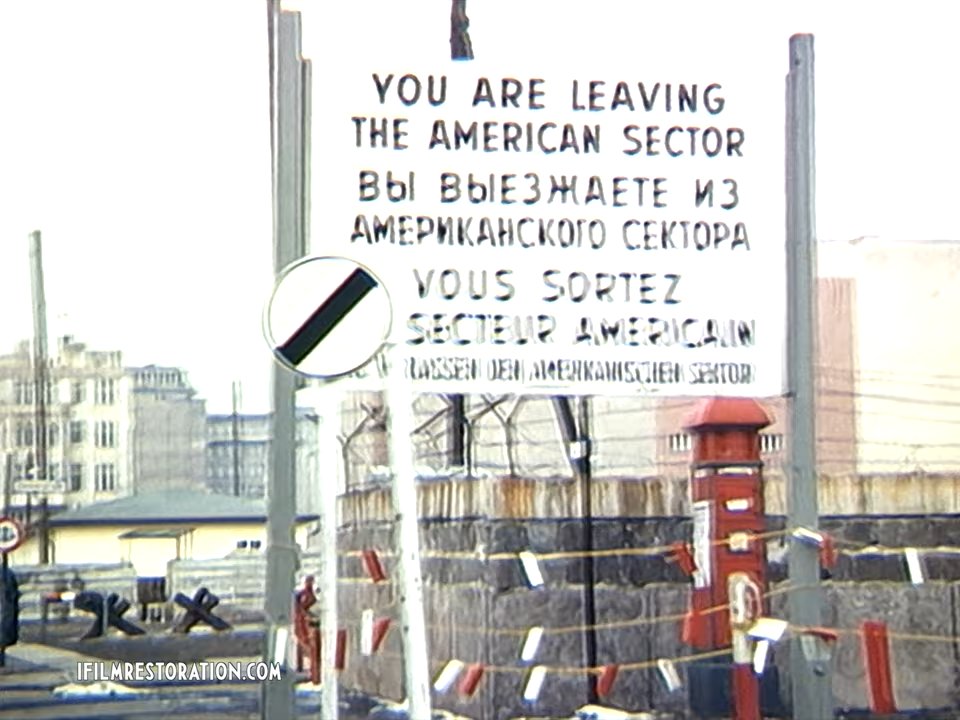 YOU ARE LEAVING
THE AMERICAN SECTOR
ВЫ ВЫЕЗЖАЕТЕ ИЗ
АМЕРИКАНСКОГО СЕКТОРА
VOUS SORTEZ
SECTEUR AMERICAIN
DEN AMERIKANISCHEN SEKTOR
IFILMRESTORATION.COM